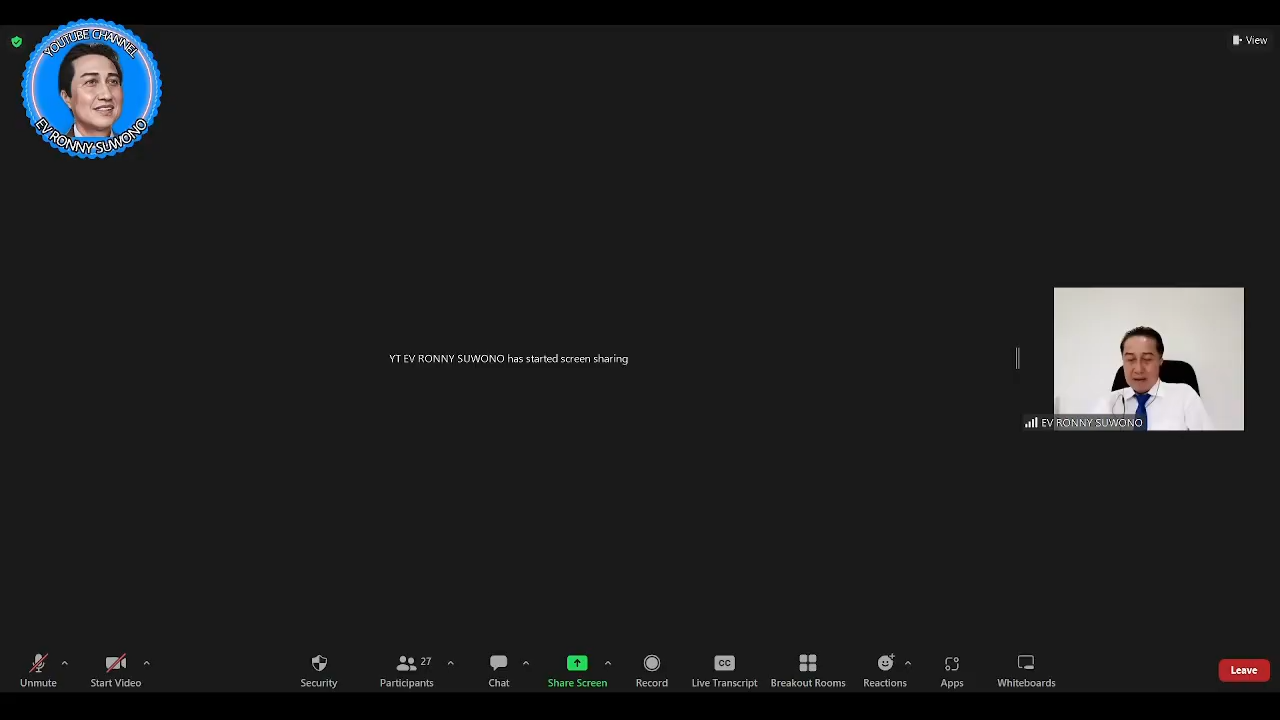 YOUTUBE CHANNEL
EV RONNY SUWONO
View
YT EV RONNY SUWONO has started screen sharing
EV RONNY SUWONO
Unmute
Start Video
Security
27
Participants
Chat
Share Screen
Record
CC
Live Transcript
Breakout Rooms
Reactions
Apps
Whiteboards
Leave